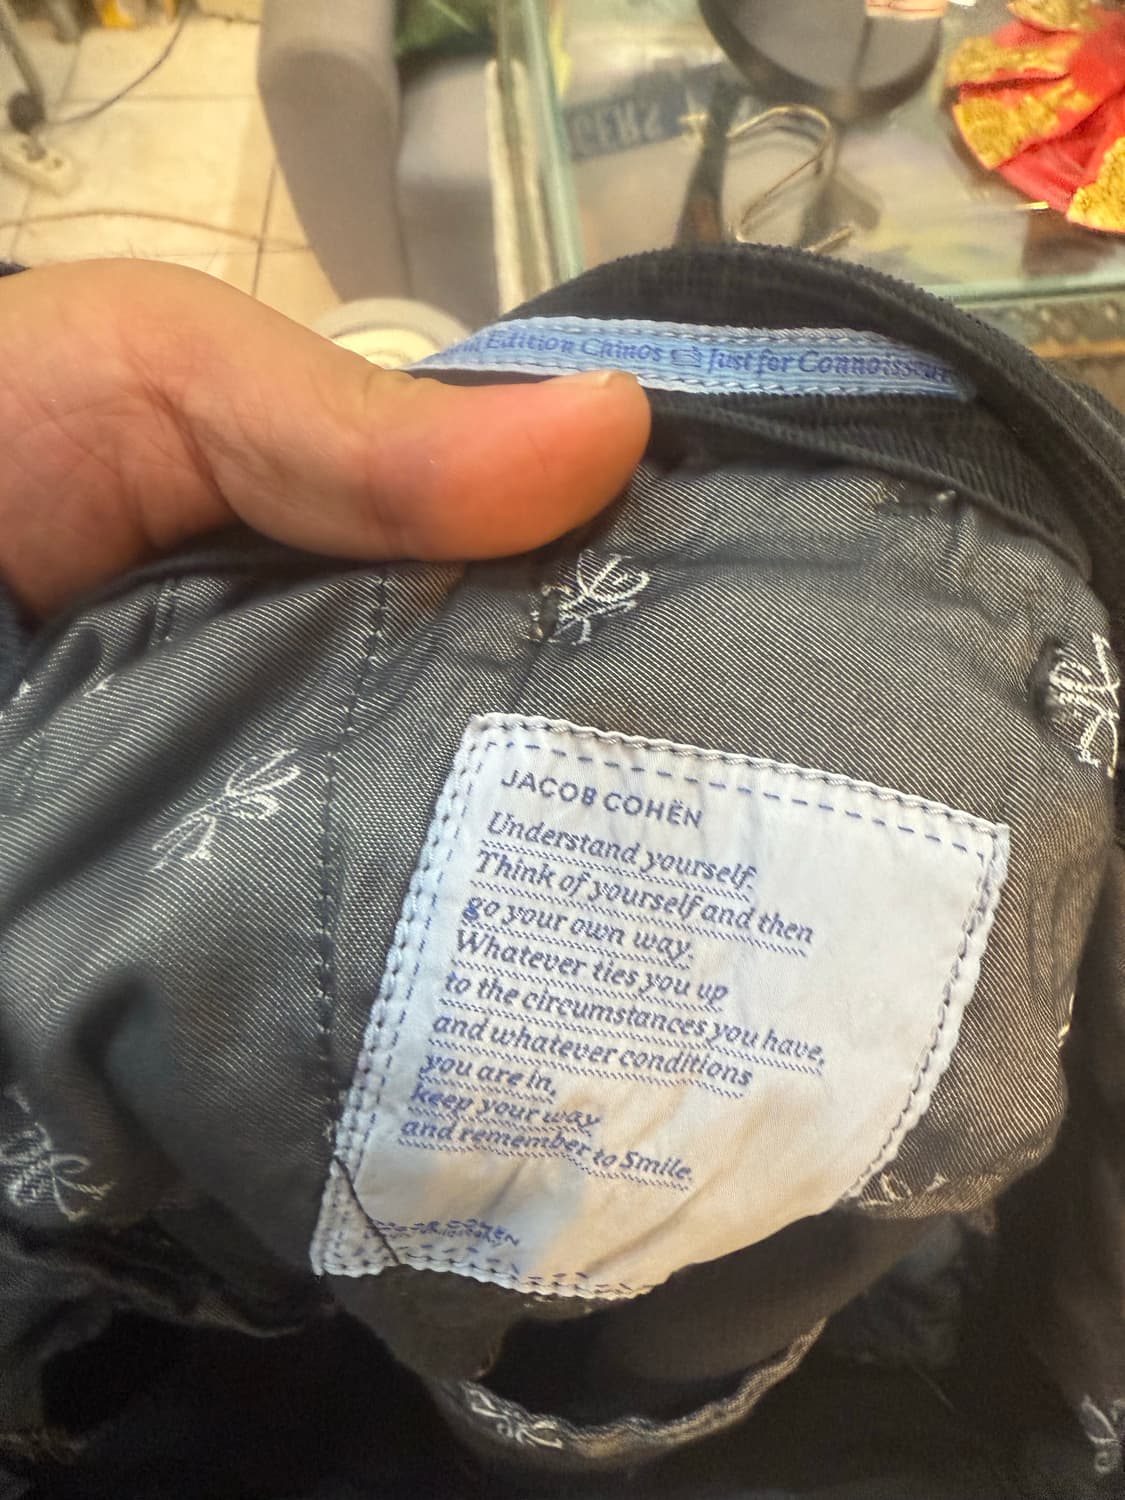 Edition Chinos Just for Connoisseur
JACOB COHËN
Understand yourself.
Think of yourself and then
go your own way.
Whatever ties you up
to the circumstances you have,
and whatever conditions
you are in,
keep your way
and remember to Smile.